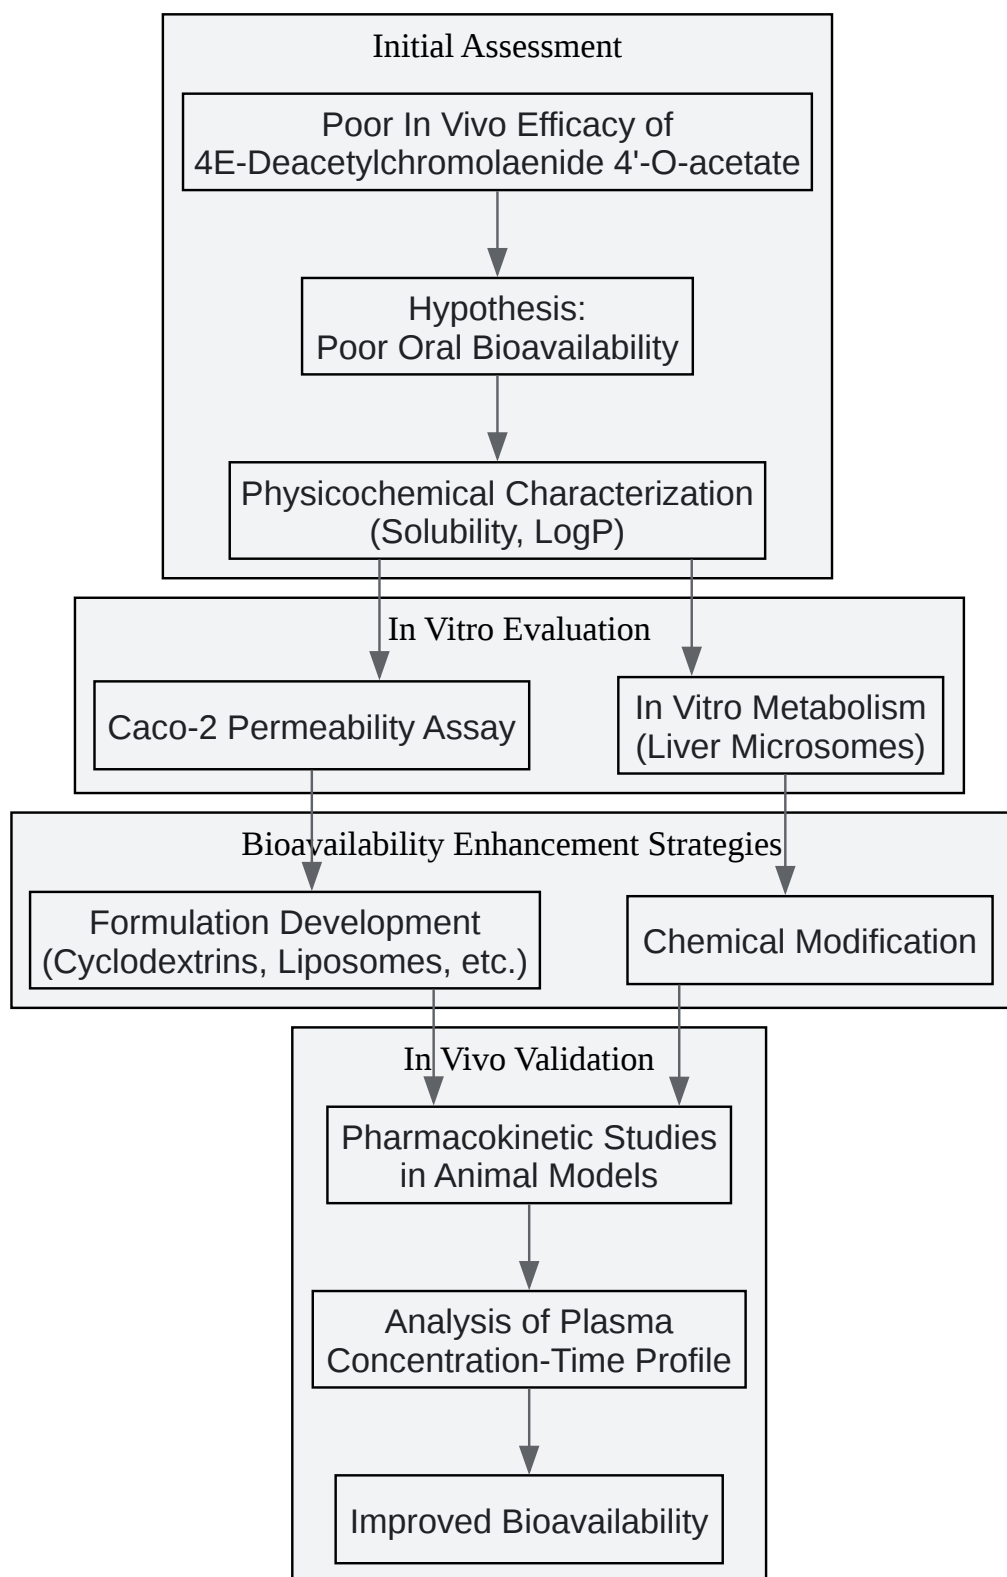 Initial Assessment
Poor In Vivo Efficacy of
4E-Deacetylchromolaenide 4'-O-acetate
Hypothesis:
Poor Oral Bioavailability
Physicochemical Characterization
(Solubility, LogP)
In Vitro Evaluation
Caco-2 Permeability Assay
In Vitro Metabolism
(Liver Microsomes)
Bioavailability Enhancement Strategies
Formulation Development
(Cyclodextrins, Liposomes, etc.)
Chemical Modification
In Vivo Validation
Pharmacokinetic Studies
in Animal Models
Analysis of Plasma
Concentration-Time Profile
Improved Bioavailability